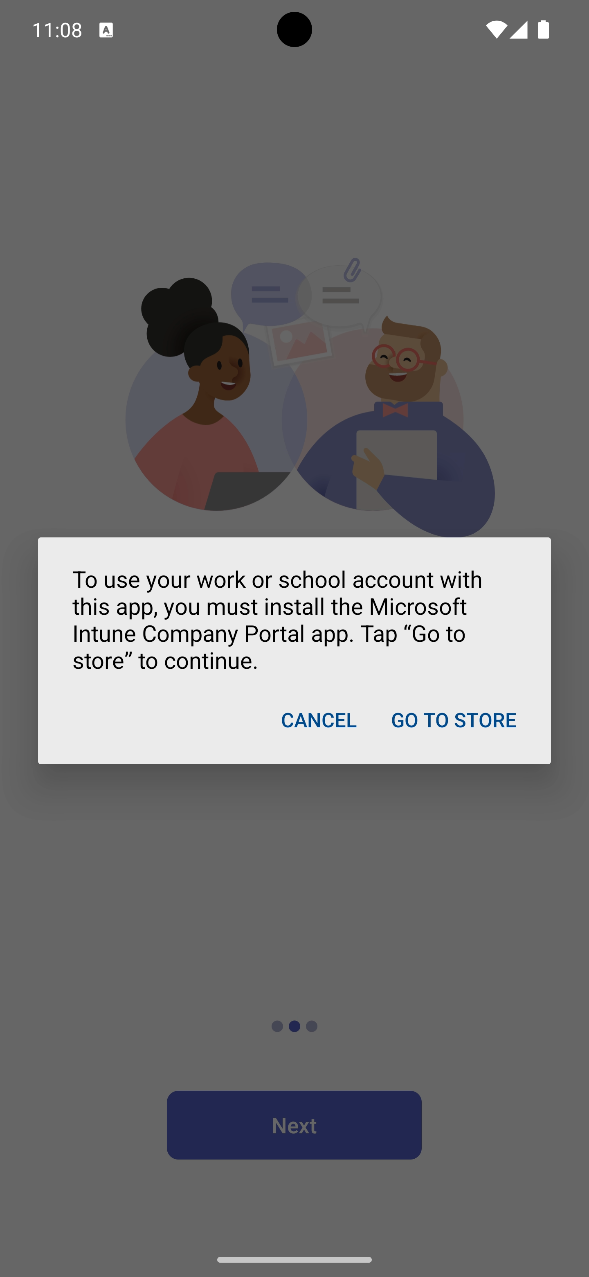 11:08
To use your work or school account with
this app, you must install the Microsoft
Intune Company Portal app. Tap “Go to
store” to continue.
CANCEL GO TO STORE
Next